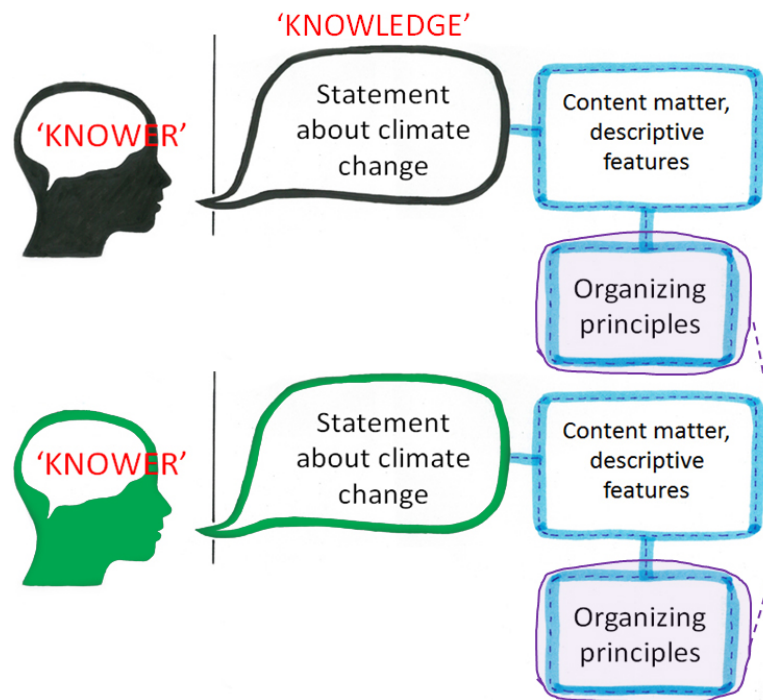 ‘KNOWLEDGE’
‘KNOWER’
Statement
about climate
change
Content matter,
descriptive
features
Organizing
principles
‘KNOWER’
Statement
about climate
change
Content matter,
descriptive
features
Organizing
principles